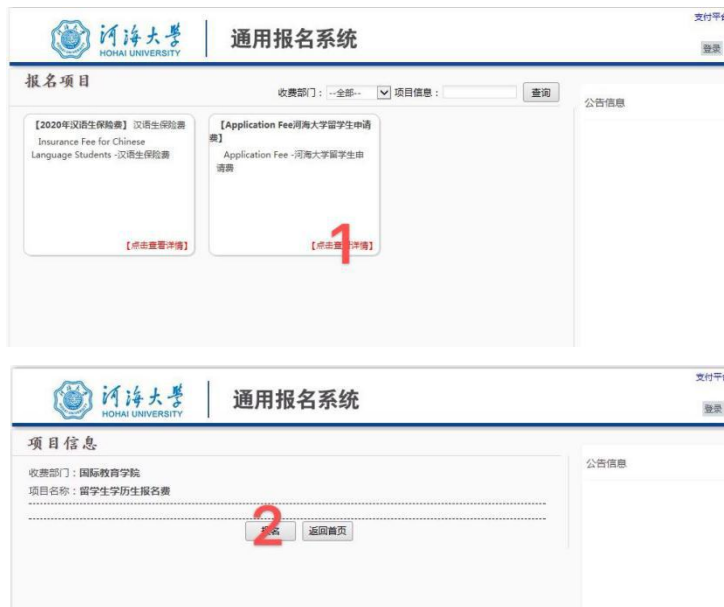 支付平
河海大学
HOHAI UNIVERSITY
通用报名系统
登录
报名项目
收费部门：--全部--
项目信息：
查询
公告信息
【2020年汉语生保险费】汉语生保险费
Insurance Fee for Chinese
Language Students -汉语生保险费
【点击查看详情】
【Application Fee河海大学留学生申请
费】
Application Fee -河海大学留学生申
请费
【点击查看详情】
1
支付平
河海大学
HOHAI UNIVERSITY
通用报名系统
登录
项目信息
公告信息
收费部门：国际教育学院
项目名称：留学生学历生报名费
报名
2
返回首页